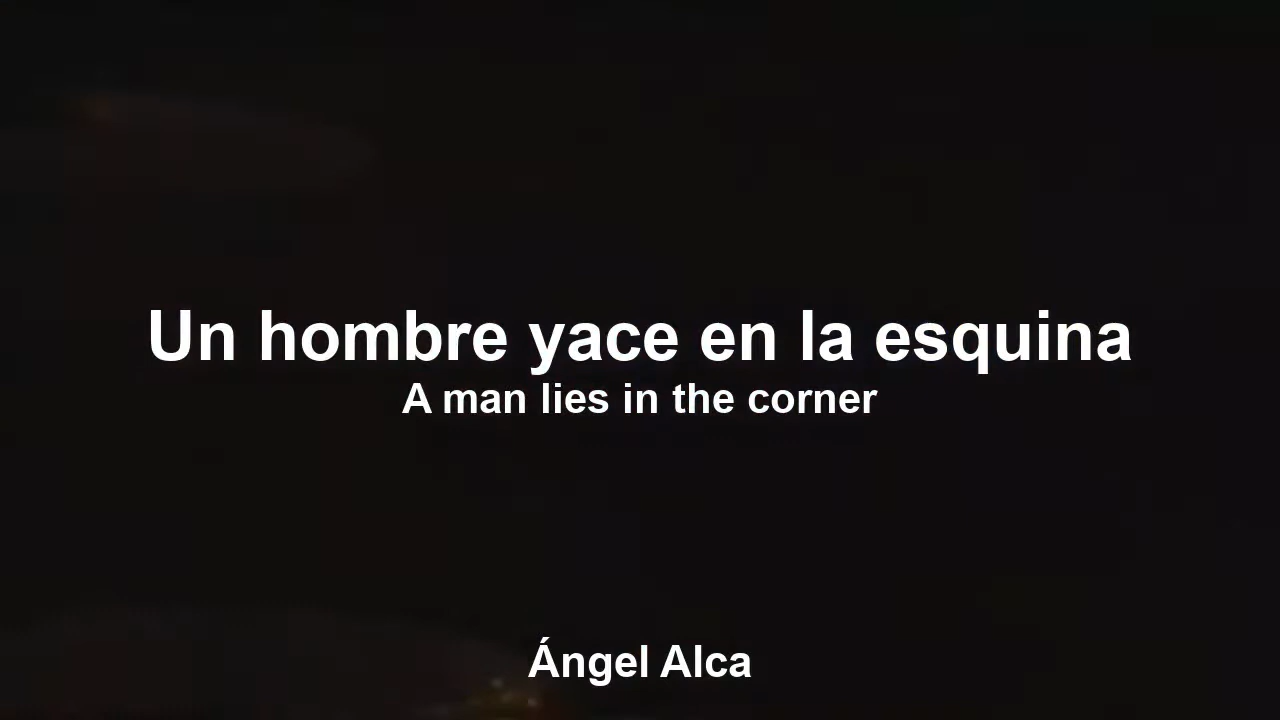 Un hombre yace en la esquina
A man lies in the corner
Ángel Alca